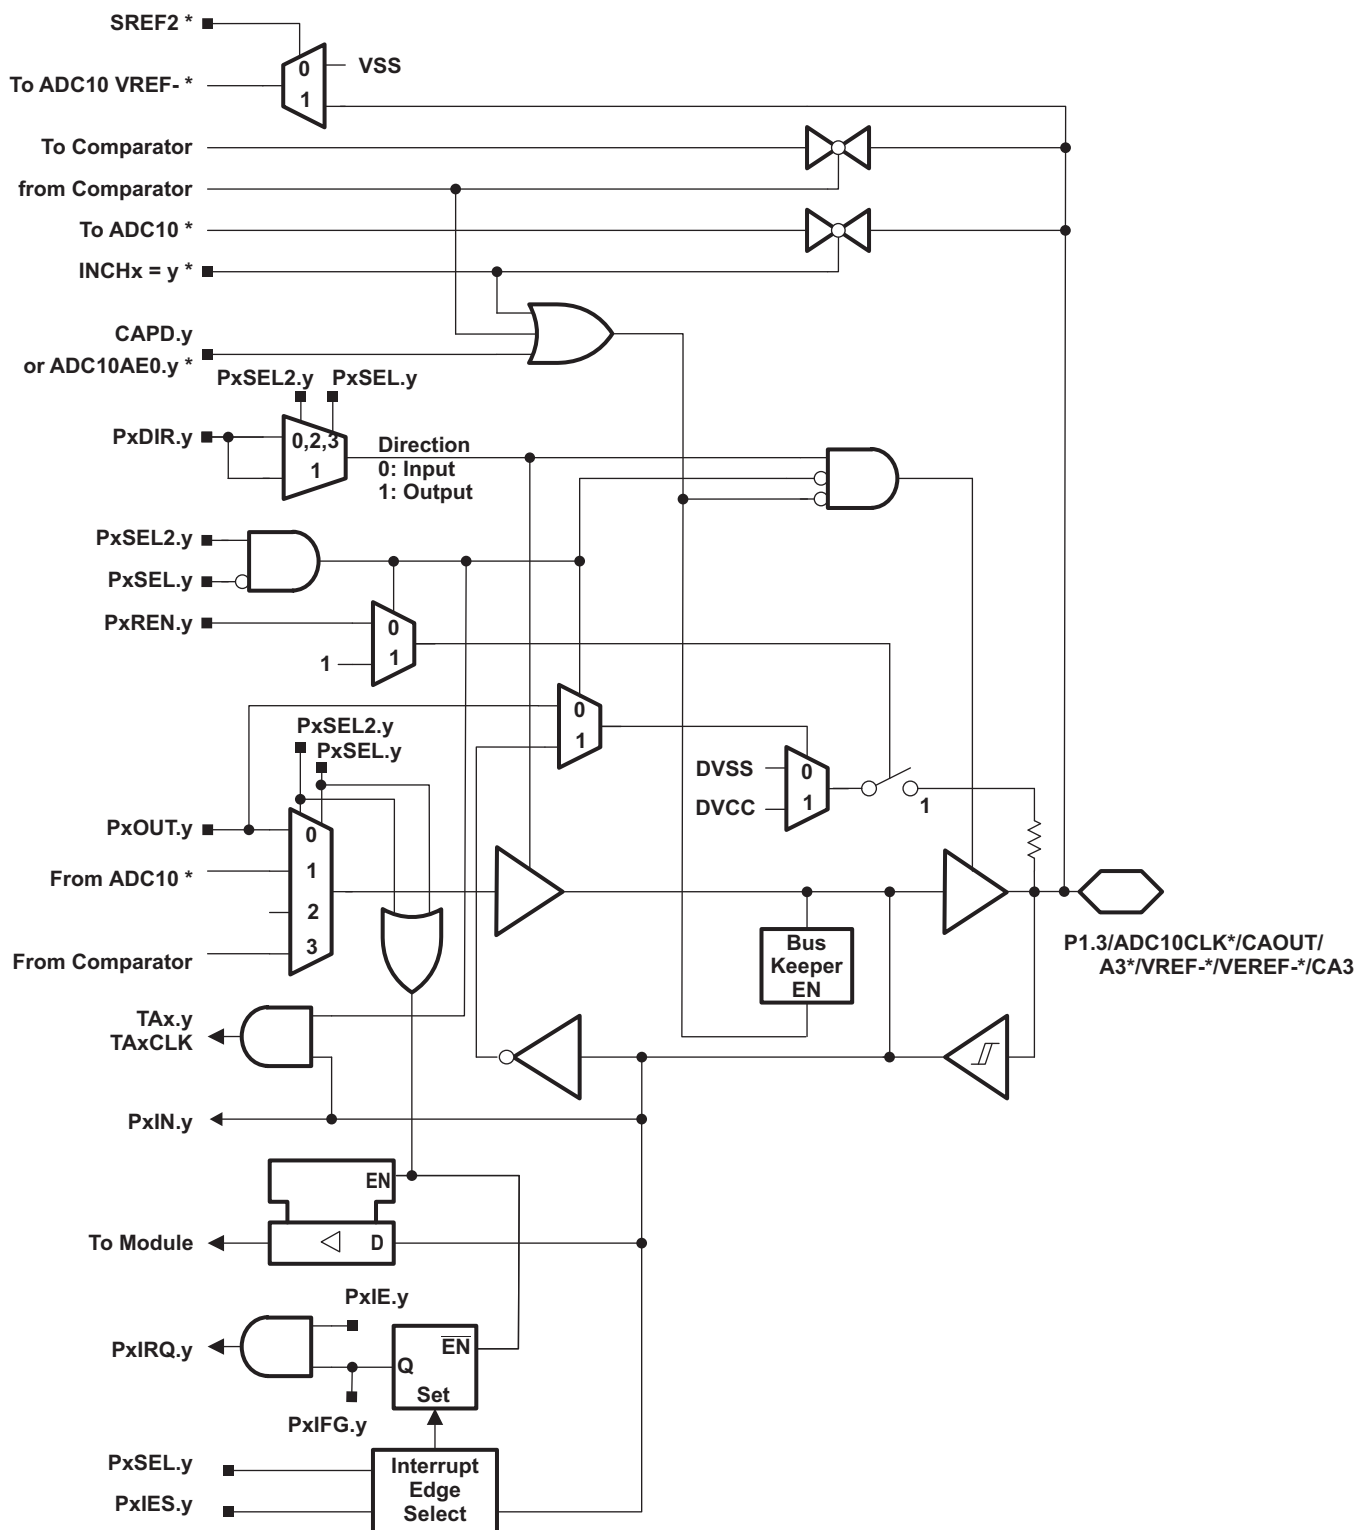 SREF2 *
0
VSS
To ADC10 VREF- *
1
To Comparator
from Comparator
To ADC10 *
INCHx = y *
CAPD.y
or ADC10AE0.y *
PxSEL2.y
PxSEL.y
PxDIR.y
0,2,3
1
Direction
0: Input
1: Output
PxSEL2.y
PxSEL.y
PxREN.y
0
1
1
0
1
PxSEL2.y
PxSEL.y
DVSS
0
DVCC
1
1
PxOUT.y
0
From ADC10 *
1
2
3
From Comparator
Bus
Keeper
EN
P1.3/ADC10CLK*/CAOUT/
A3*/VREF-*/VEREF-*/CA3
TAx.y
TAxCLK
PxIN.y
EN
To Module
D
PxIE.y
PxIRQ.y
EN
Q
Set
PxIFG.y
PxSEL.y
PxIES.y
Interrupt
Edge
Select